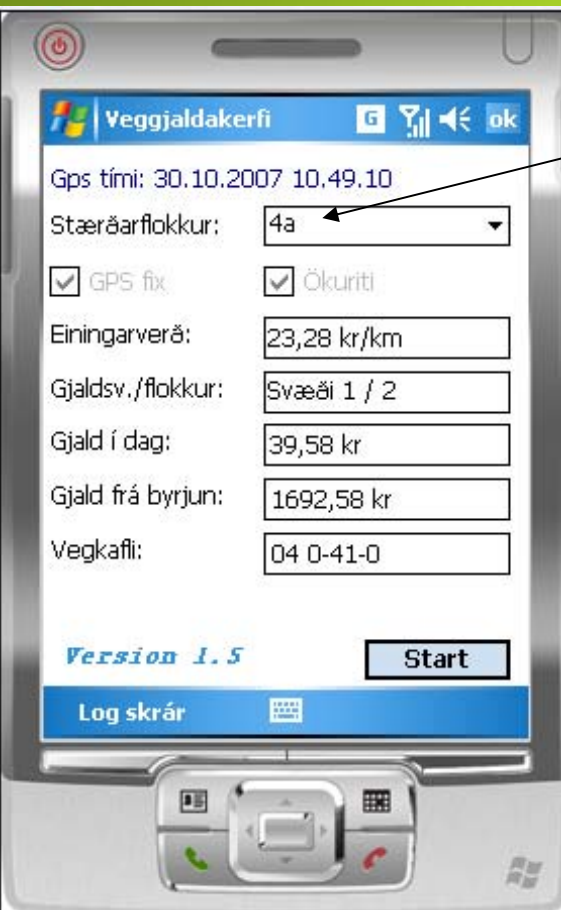 Veggjaldakerfi G ok
Gps tími: 30.10.2007 10.49.10
Stærðarflokkur: 4a
GPS fix Ökuriti
Einingarverð: 23,28 kr/km
Gjaldsv./flokkur: Svæði 1 / 2
Gjald í dag: 39,58 kr
Gjald frá byrjun: 1692,58 kr
Vegkafli: 04 0-41-0
Version 1.5 Start
Log skrár